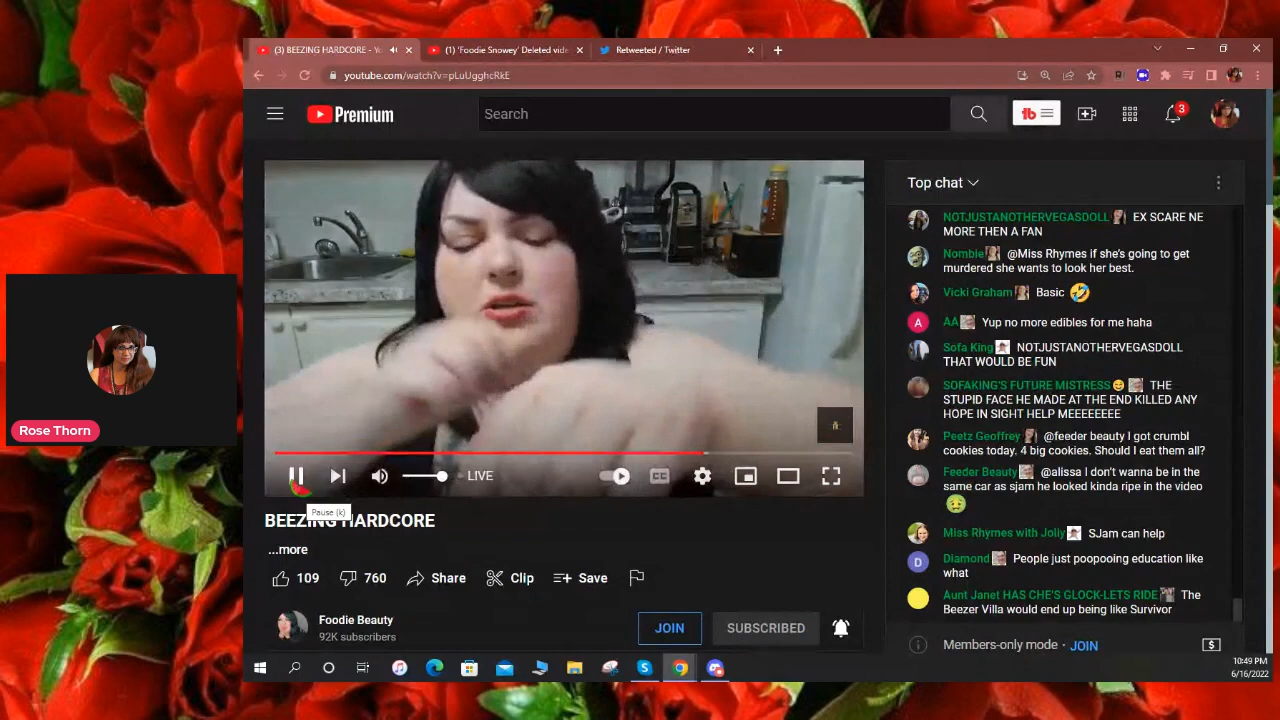 (3) BEEZING HARDCORE - Yo
(1) 'Foodie Snowey' Deleted vide
Retweeted / Twitter
youtube.com/watch?v=pLuUgghcRkE
Premium
Search
tb
3
Top chat
NOTJUSTANOTHERVEGASDOLL EX SCARE NE
MORE THEN A FAN
Nombie @Miss Rhymes if she's going to get
murdered she wants to look her best.
Vicki Graham Basic 🤣
A AA Yup no more edibles for me haha
Sofa King NOTJUSTANOTHERVEGASDOLL
THAT WOULD BE FUN
SOFAKING'S FUTURE MISTRESS 😆 THE
STUPID FACE HE MADE AT THE END KILLED ANY
HOPE IN SIGHT HELP MEEEEEEEE
Peetz Geoffrey @feeder beauty I got crumbl
cookies today. 4 big cookies. Should I eat them all?
Feeder Beauty @alissa I don't wanna be in the
same car as sjam he looked kinda ripe in the video
🤢
Miss Rhymes with Jolly SJam can help
D Diamond People just poopooing education like
what
Aunt Janet HAS CHE'S GLOCK-LETS RIDE The
Beezer Villa would end up being like Survivor
Members-only mode · JOIN
Rose Thorn
LIVE
CC
Pause (k)
BEEZING HARDCORE
...more
109
760
Share
Clip
Save
Foodie Beauty
92K subscribers
JOIN
SUBSCRIBED
10:49 PM
6/16/2022